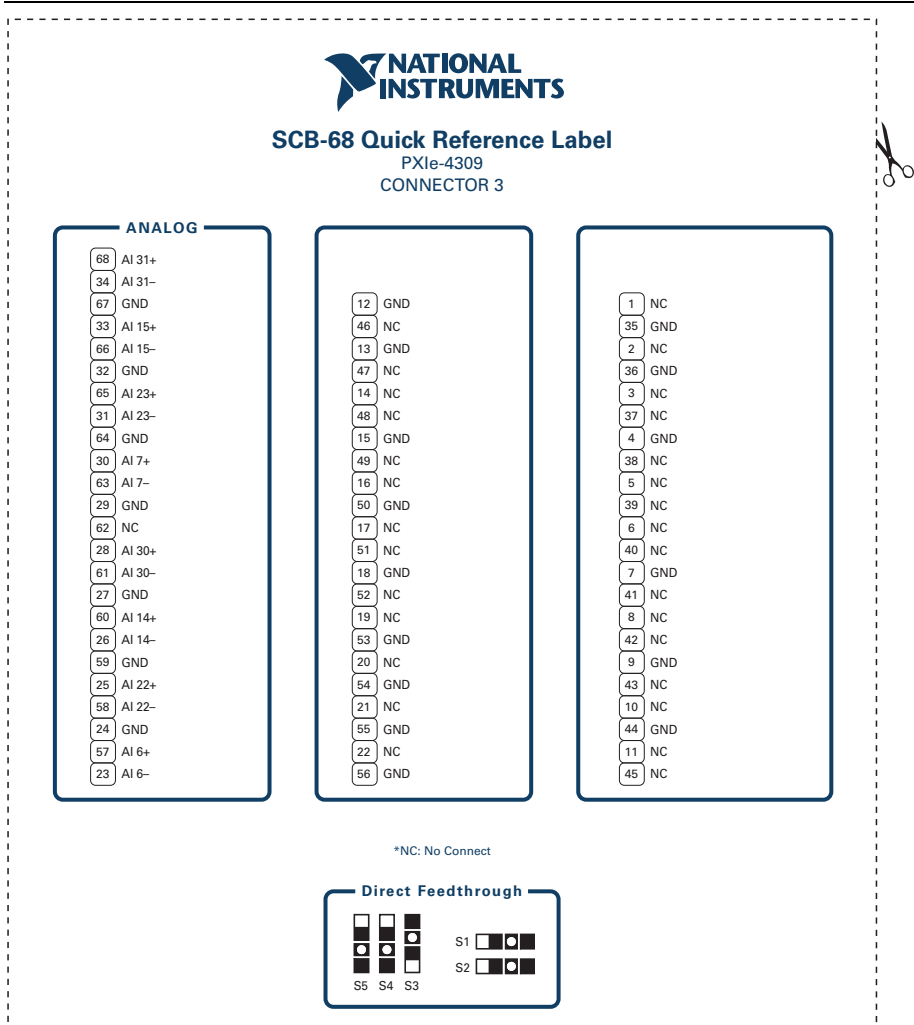 NATIONAL
INSTRUMENTS
SCB-68 Quick Reference Label
PXIe-4309
CONNECTOR 3
ANALOG
68 AI 31+
34 AI 31–
67 GND
33 AI 15+
66 AI 15–
32 GND
65 AI 23+
31 AI 23–
64 GND
30 AI 7+
63 AI 7–
29 GND
62 NC
28 AI 30+
61 AI 30–
27 GND
60 AI 14+
26 AI 14–
59 GND
25 AI 22+
58 AI 22–
24 GND
57 AI 6+
23 AI 6–
12 GND
46 NC
13 GND
47 NC
14 NC
48 NC
15 GND
49 NC
16 NC
50 GND
17 NC
51 NC
18 GND
52 NC
19 NC
53 GND
20 NC
54 GND
21 NC
55 GND
22 NC
56 GND
1 NC
35 GND
2 NC
36 GND
3 NC
37 NC
4 GND
38 NC
5 NC
39 NC
6 NC
40 NC
7 GND
41 NC
8 NC
42 NC
9 GND
43 NC
10 NC
44 GND
11 NC
45 NC
*NC: No Connect
Direct Feedthrough
S1
S2
S5 S4 S3